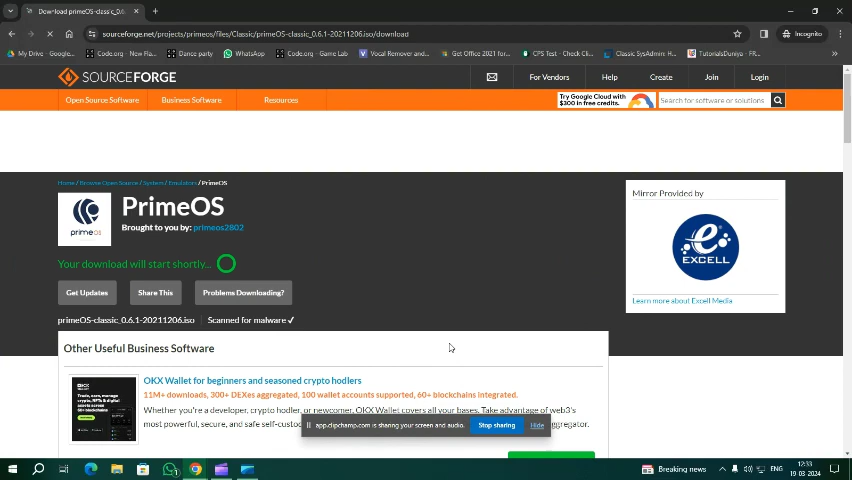 Download primeOS-classic_0.6.
sourceforge.net/projects/primeos/files/Classic/primeOS-classic_0.6.1-20211206.iso/download
Incognito
My Drive - Google...
Code.org - New Fla...
Dance party
WhatsApp
Code.org - Game Lab
Vocal Remover and...
Get Office 2021 for...
CPS Test - Check Cli...
Classic SysAdmin: H...
TutorialsDuniya - FR...
SOURCEFORGE
For Vendors
Help
Create
Join
Login
Open Source Software
Business Software
Resources
Try Google Cloud with
$300 in free credits.
Search for software or solutions
Home / Browse Open Source / System / Emulators / PrimeOS
PrimeOS
prime os
Brought to you by: primeos2802
Mirror Provided by
EXCELL
Learn more about Excell Media
Your download will start shortly...
Get Updates
Share This
Problems Downloading?
primeOS-classic_0.6.1-20211206.iso
Scanned for malware ✓
Other Useful Business Software
OKX Wallet for beginners and seasoned crypto hodlers
11M+ downloads, 300+ DEXes aggregated, 100 wallet accounts supported, 60+ blockchains integrated.
Whether you're a developer, crypto hodler, or newcomer, OKX Wallet covers all your bases. Take advantage of web3's
most powerful, secure, and safe self-custo
aggregator.
app.clipchamp.com is sharing your screen and audio.
Stop sharing
Hide
Breaking news
ENG
12:33
19-03-2024